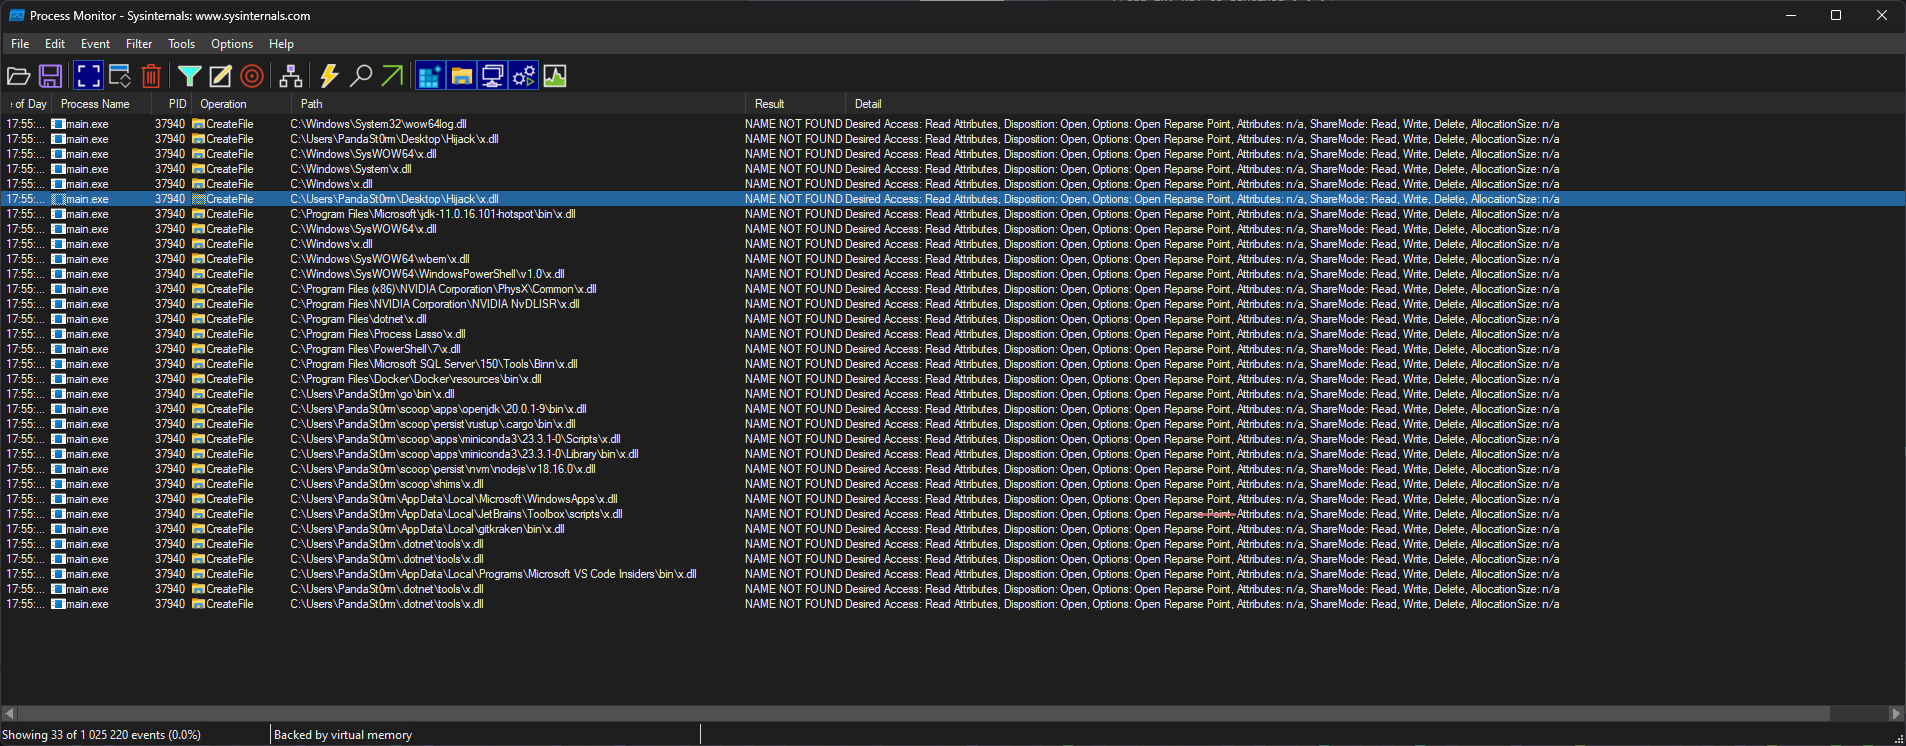 Process Monitor - Sysinternals: www.sysinternals.com
File Edit Event Filter Tools Options Help
of Day Process Name PID Operation Path Result Detail
17:55:... main.exe 37940 CreateFile C:\Windows\System32\wow64log.dll NAME NOT FOUND Desired Access: Read Attributes, Disposition: Open, Options: Open Reparse Point, Attributes: n/a, ShareMode: Read, Write, Delete, AllocationSize: n/a
17:55:... main.exe 37940 CreateFile C:\Users\PandaSt0rm\Desktop\Hijack\x.dll NAME NOT FOUND Desired Access: Read Attributes, Disposition: Open, Options: Open Reparse Point, Attributes: n/a, ShareMode: Read, Write, Delete, AllocationSize: n/a
17:55:... main.exe 37940 CreateFile C:\Windows\SysWOW64\x.dll NAME NOT FOUND Desired Access: Read Attributes, Disposition: Open, Options: Open Reparse Point, Attributes: n/a, ShareMode: Read, Write, Delete, AllocationSize: n/a
17:55:... main.exe 37940 CreateFile C:\Windows\System\x.dll NAME NOT FOUND Desired Access: Read Attributes, Disposition: Open, Options: Open Reparse Point, Attributes: n/a, ShareMode: Read, Write, Delete, AllocationSize: n/a
17:55:... main.exe 37940 CreateFile C:\Windows\x.dll NAME NOT FOUND Desired Access: Read Attributes, Disposition: Open, Options: Open Reparse Point, Attributes: n/a, ShareMode: Read, Write, Delete, AllocationSize: n/a
17:55:... main.exe 37940 CreateFile C:\Users\PandaSt0rm\Desktop\Hijack\x.dll NAME NOT FOUND Desired Access: Read Attributes, Disposition: Open, Options: Open Reparse Point, Attributes: n/a, ShareMode: Read, Write, Delete, AllocationSize: n/a
17:55:... main.exe 37940 CreateFile C:\Program Files\Microsoft\jdk-11.0.16.101-hotspot\bin\x.dll NAME NOT FOUND Desired Access: Read Attributes, Disposition: Open, Options: Open Reparse Point, Attributes: n/a, ShareMode: Read, Write, Delete, AllocationSize: n/a
17:55:... main.exe 37940 CreateFile C:\Windows\SysWOW64\x.dll NAME NOT FOUND Desired Access: Read Attributes, Disposition: Open, Options: Open Reparse Point, Attributes: n/a, ShareMode: Read, Write, Delete, AllocationSize: n/a
17:55:... main.exe 37940 CreateFile C:\Windows\x.dll NAME NOT FOUND Desired Access: Read Attributes, Disposition: Open, Options: Open Reparse Point, Attributes: n/a, ShareMode: Read, Write, Delete, AllocationSize: n/a
17:55:... main.exe 37940 CreateFile C:\Windows\SysWOW64\wbem\x.dll NAME NOT FOUND Desired Access: Read Attributes, Disposition: Open, Options: Open Reparse Point, Attributes: n/a, ShareMode: Read, Write, Delete, AllocationSize: n/a
17:55:... main.exe 37940 CreateFile C:\Windows\SysWOW64\WindowsPowerShell\v1.0\x.dll NAME NOT FOUND Desired Access: Read Attributes, Disposition: Open, Options: Open Reparse Point, Attributes: n/a, ShareMode: Read, Write, Delete, AllocationSize: n/a
17:55:... main.exe 37940 CreateFile C:\Program Files (x86)\NVIDIA Corporation\PhysX\Common\x.dll NAME NOT FOUND Desired Access: Read Attributes, Disposition: Open, Options: Open Reparse Point, Attributes: n/a, ShareMode: Read, Write, Delete, AllocationSize: n/a
17:55:... main.exe 37940 CreateFile C:\Program Files\NVIDIA Corporation\NVIDIA NvDLISR\x.dll NAME NOT FOUND Desired Access: Read Attributes, Disposition: Open, Options: Open Reparse Point, Attributes: n/a, ShareMode: Read, Write, Delete, AllocationSize: n/a
17:55:... main.exe 37940 CreateFile C:\Program Files\dotnet\x.dll NAME NOT FOUND Desired Access: Read Attributes, Disposition: Open, Options: Open Reparse Point, Attributes: n/a, ShareMode: Read, Write, Delete, AllocationSize: n/a
17:55:... main.exe 37940 CreateFile C:\Program Files\Process Lasso\x.dll NAME NOT FOUND Desired Access: Read Attributes, Disposition: Open, Options: Open Reparse Point, Attributes: n/a, ShareMode: Read, Write, Delete, AllocationSize: n/a
17:55:... main.exe 37940 CreateFile C:\Program Files\PowerShell\7\x.dll NAME NOT FOUND Desired Access: Read Attributes, Disposition: Open, Options: Open Reparse Point, Attributes: n/a, ShareMode: Read, Write, Delete, AllocationSize: n/a
17:55:... main.exe 37940 CreateFile C:\Program Files\Microsoft SQL Server\150\Tools\Binn\x.dll NAME NOT FOUND Desired Access: Read Attributes, Disposition: Open, Options: Open Reparse Point, Attributes: n/a, ShareMode: Read, Write, Delete, AllocationSize: n/a
17:55:... main.exe 37940 CreateFile C:\Program Files\Docker\Docker\resources\bin\x.dll NAME NOT FOUND Desired Access: Read Attributes, Disposition: Open, Options: Open Reparse Point, Attributes: n/a, ShareMode: Read, Write, Delete, AllocationSize: n/a
17:55:... main.exe 37940 CreateFile C:\Users\PandaSt0rm\go\bin\x.dll NAME NOT FOUND Desired Access: Read Attributes, Disposition: Open, Options: Open Reparse Point, Attributes: n/a, ShareMode: Read, Write, Delete, AllocationSize: n/a
17:55:... main.exe 37940 CreateFile C:\Users\PandaSt0rm\scoop\apps\openjdk\20.0.1-9\bin\x.dll NAME NOT FOUND Desired Access: Read Attributes, Disposition: Open, Options: Open Reparse Point, Attributes: n/a, ShareMode: Read, Write, Delete, AllocationSize: n/a
17:55:... main.exe 37940 CreateFile C:\Users\PandaSt0rm\scoop\persist\rustup\.cargo\bin\x.dll NAME NOT FOUND Desired Access: Read Attributes, Disposition: Open, Options: Open Reparse Point, Attributes: n/a, ShareMode: Read, Write, Delete, AllocationSize: n/a
17:55:... main.exe 37940 CreateFile C:\Users\PandaSt0rm\scoop\apps\miniconda3\23.3.1-0\Scripts\x.dll NAME NOT FOUND Desired Access: Read Attributes, Disposition: Open, Options: Open Reparse Point, Attributes: n/a, ShareMode: Read, Write, Delete, AllocationSize: n/a
17:55:... main.exe 37940 CreateFile C:\Users\PandaSt0rm\scoop\apps\miniconda3\23.3.1-0\Library\bin\x.dll NAME NOT FOUND Desired Access: Read Attributes, Disposition: Open, Options: Open Reparse Point, Attributes: n/a, ShareMode: Read, Write, Delete, AllocationSize: n/a
17:55:... main.exe 37940 CreateFile C:\Users\PandaSt0rm\scoop\persist\nvm\nodejs\v18.16.0\x.dll NAME NOT FOUND Desired Access: Read Attributes, Disposition: Open, Options: Open Reparse Point, Attributes: n/a, ShareMode: Read, Write, Delete, AllocationSize: n/a
17:55:... main.exe 37940 CreateFile C:\Users\PandaSt0rm\scoop\shims\x.dll NAME NOT FOUND Desired Access: Read Attributes, Disposition: Open, Options: Open Reparse Point, Attributes: n/a, ShareMode: Read, Write, Delete, AllocationSize: n/a
17:55:... main.exe 37940 CreateFile C:\Users\PandaSt0rm\AppData\Local\Microsoft\WindowsApps\x.dll NAME NOT FOUND Desired Access: Read Attributes, Disposition: Open, Options: Open Reparse Point, Attributes: n/a, ShareMode: Read, Write, Delete, AllocationSize: n/a
17:55:... main.exe 37940 CreateFile C:\Users\PandaSt0rm\AppData\Local\JetBrains\Toolbox\scripts\x.dll NAME NOT FOUND Desired Access: Read Attributes, Disposition: Open, Options: Open Reparse Point, Attributes: n/a, ShareMode: Read, Write, Delete, AllocationSize: n/a
17:55:... main.exe 37940 CreateFile C:\Users\PandaSt0rm\AppData\Local\gitkraken\bin\x.dll NAME NOT FOUND Desired Access: Read Attributes, Disposition: Open, Options: Open Reparse Point, Attributes: n/a, ShareMode: Read, Write, Delete, AllocationSize: n/a
17:55:... main.exe 37940 CreateFile C:\Users\PandaSt0rm\.dotnet\tools\x.dll NAME NOT FOUND Desired Access: Read Attributes, Disposition: Open, Options: Open Reparse Point, Attributes: n/a, ShareMode: Read, Write, Delete, AllocationSize: n/a
17:55:... main.exe 37940 CreateFile C:\Users\PandaSt0rm\.dotnet\tools\x.dll NAME NOT FOUND Desired Access: Read Attributes, Disposition: Open, Options: Open Reparse Point, Attributes: n/a, ShareMode: Read, Write, Delete, AllocationSize: n/a
17:55:... main.exe 37940 CreateFile C:\Users\PandaSt0rm\AppData\Local\Programs\Microsoft VS Code Insiders\bin\x.dll NAME NOT FOUND Desired Access: Read Attributes, Disposition: Open, Options: Open Reparse Point, Attributes: n/a, ShareMode: Read, Write, Delete, AllocationSize: n/a
17:55:... main.exe 37940 CreateFile C:\Users\PandaSt0rm\.dotnet\tools\x.dll NAME NOT FOUND Desired Access: Read Attributes, Disposition: Open, Options: Open Reparse Point, Attributes: n/a, ShareMode: Read, Write, Delete, AllocationSize: n/a
17:55:... main.exe 37940 CreateFile C:\Users\PandaSt0rm\.dotnet\tools\x.dll NAME NOT FOUND Desired Access: Read Attributes, Disposition: Open, Options: Open Reparse Point, Attributes: n/a, ShareMode: Read, Write, Delete, AllocationSize: n/a
Showing 33 of 1 025 220 events (0.0%) Backed by virtual memory